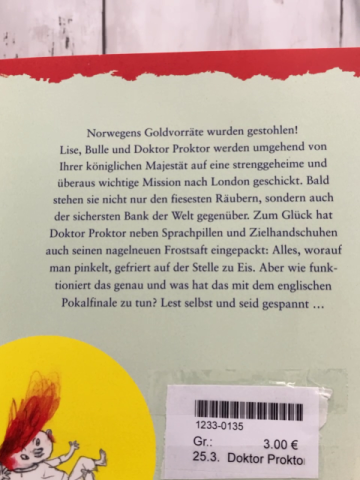 Norwegens Goldvorräte wurden gestohlen!
Lise, Bulle und Doktor Proktor werden umgehend von
Ihrer königlichen Majestät auf eine strenggeheime und
überaus wichtige Mission nach London geschickt. Bald
stehen sie nicht nur den fiesesten Räubern, sondern auch
der sichersten Bank der Welt gegenüber. Zum Glück hat
Doktor Proktor neben Sprachpillen und Zielhandschuhen
auch seinen nagelneuen Frostsaft eingepackt: Alles, worauf
man pinkelt, gefriert auf der Stelle zu Eis. Aber wie funk-
tioniert das genau und was hat das mit dem englischen
Pokalfinale zu tun? Lest selbst und seid gespannt …
1233-0135
Gr.: 3.00 €
25.3. Doktor Proktor